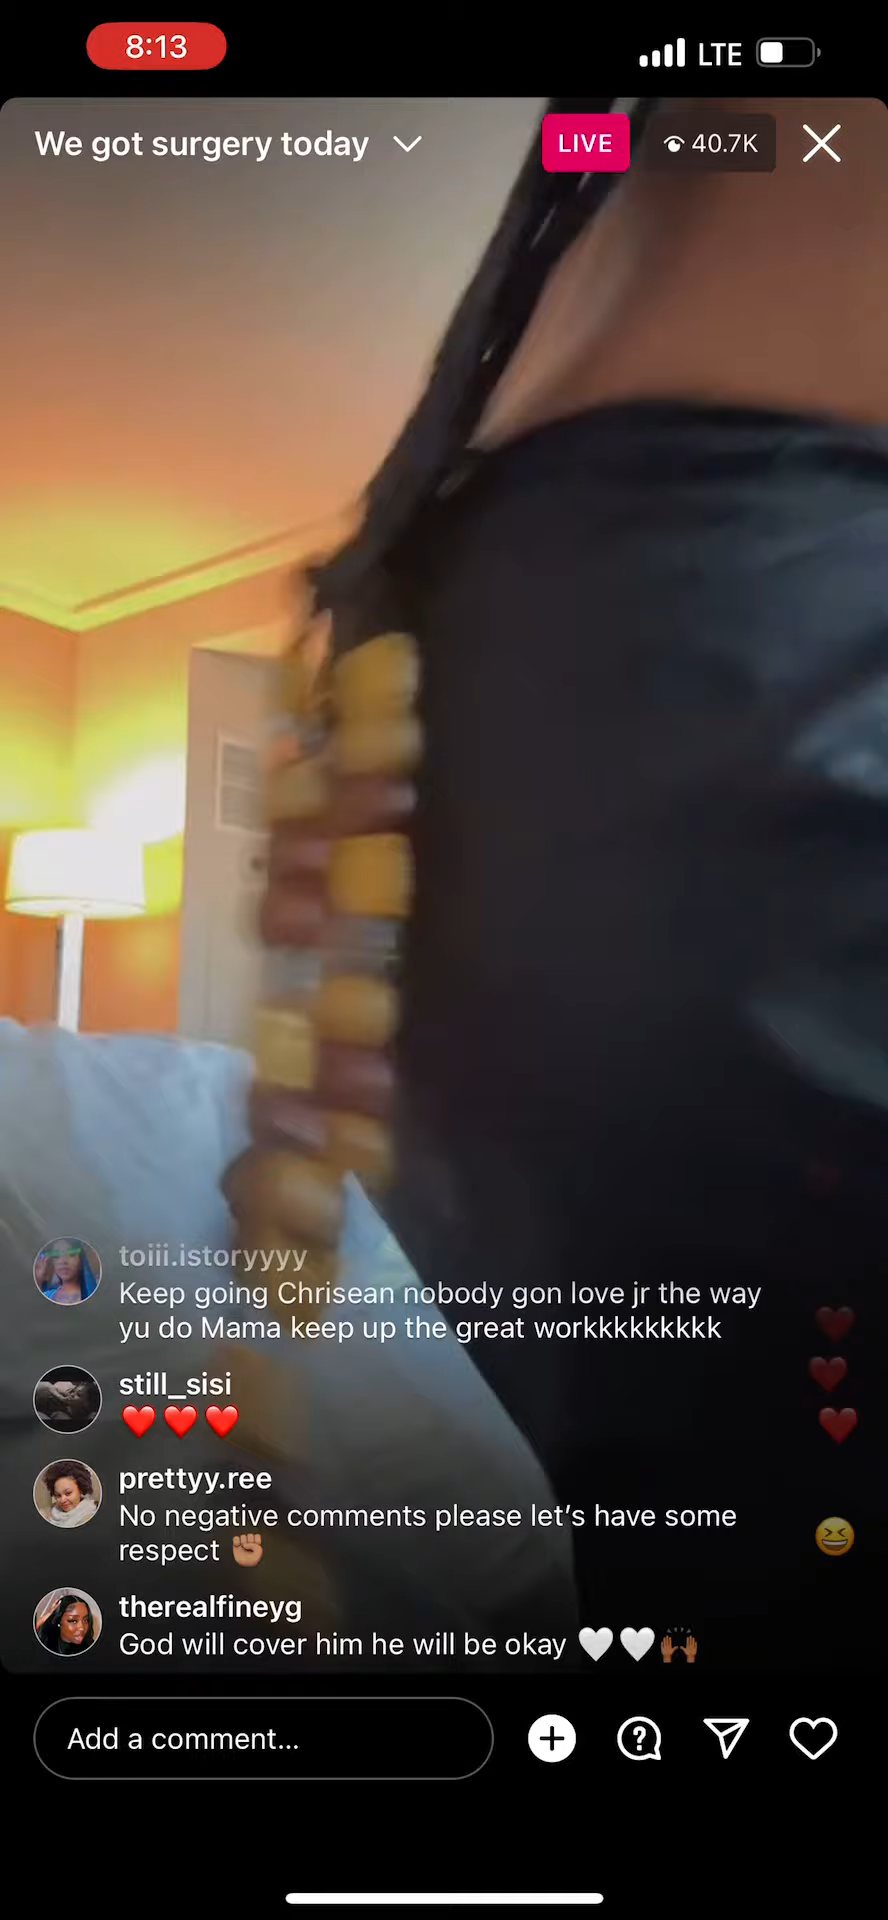 8:13
LTE
We got surgery today
LIVE
40.7K
toiii.istoryyyy
Keep going Chrisean nobody gon love jr the way
yu do Mama keep up the great workkkkkkkkk
still_sisi
❤️❤️❤️
prettyy.ree
No negative comments please let’s have some
respect ✊🏽
therealfineyg
God will cover him he will be okay 🤍🤍🙌🏾
Add a comment...